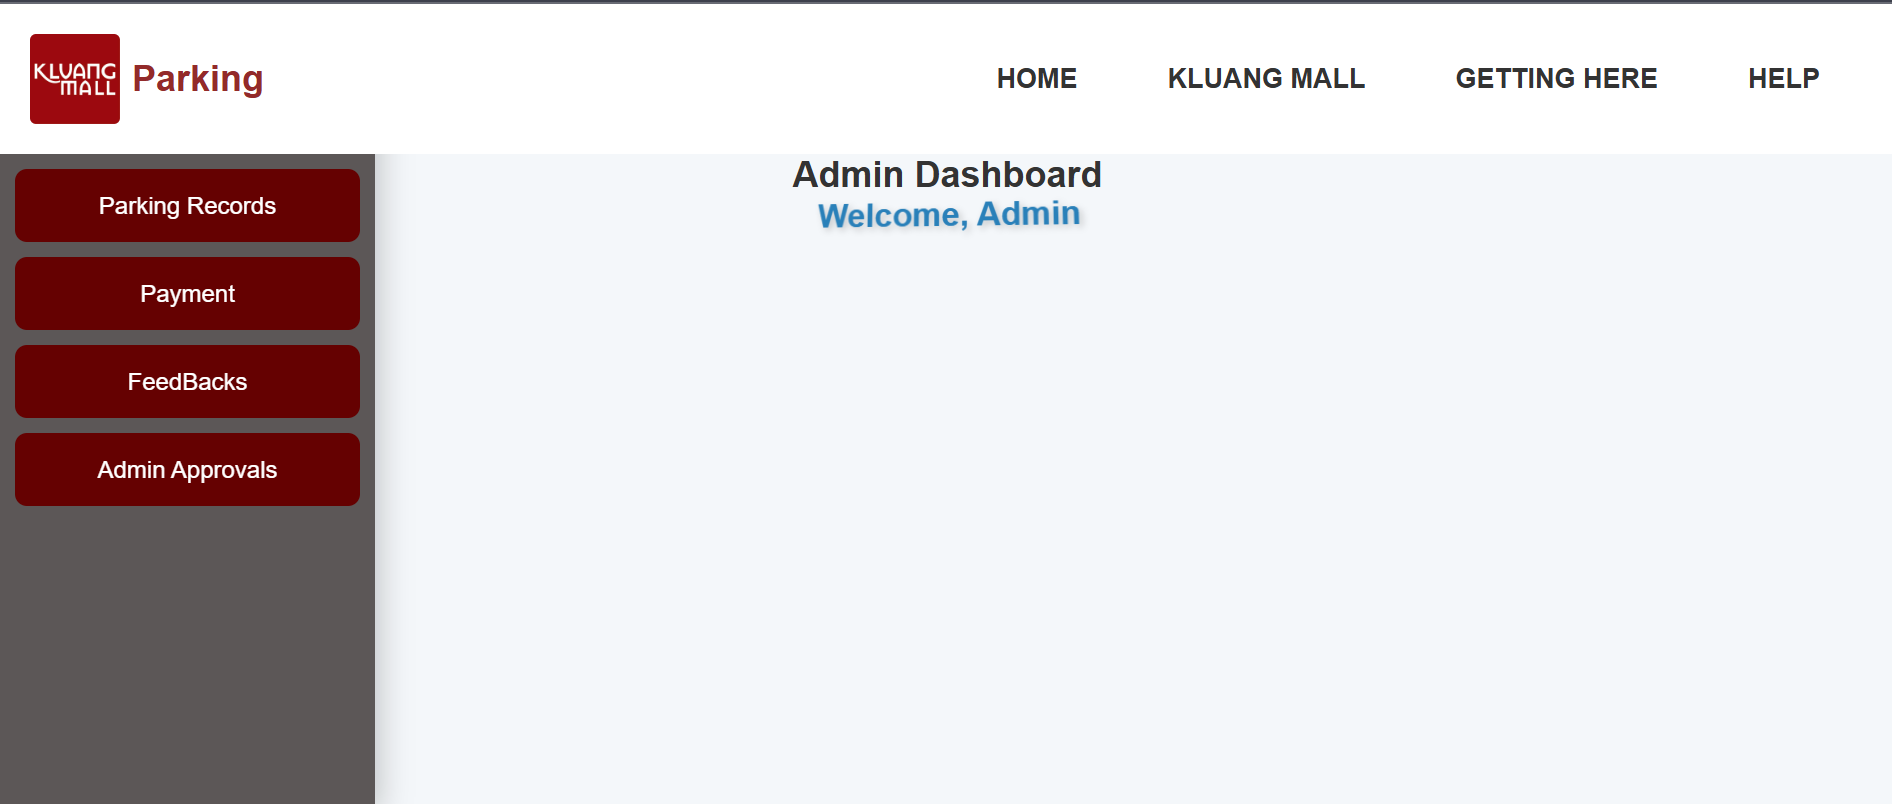 KLUANG
MALL
Parking
HOME
KLUANG MALL
GETTING HERE
HELP
Parking Records
Payment
FeedBacks
Admin Approvals
Admin Dashboard
Welcome, Admin